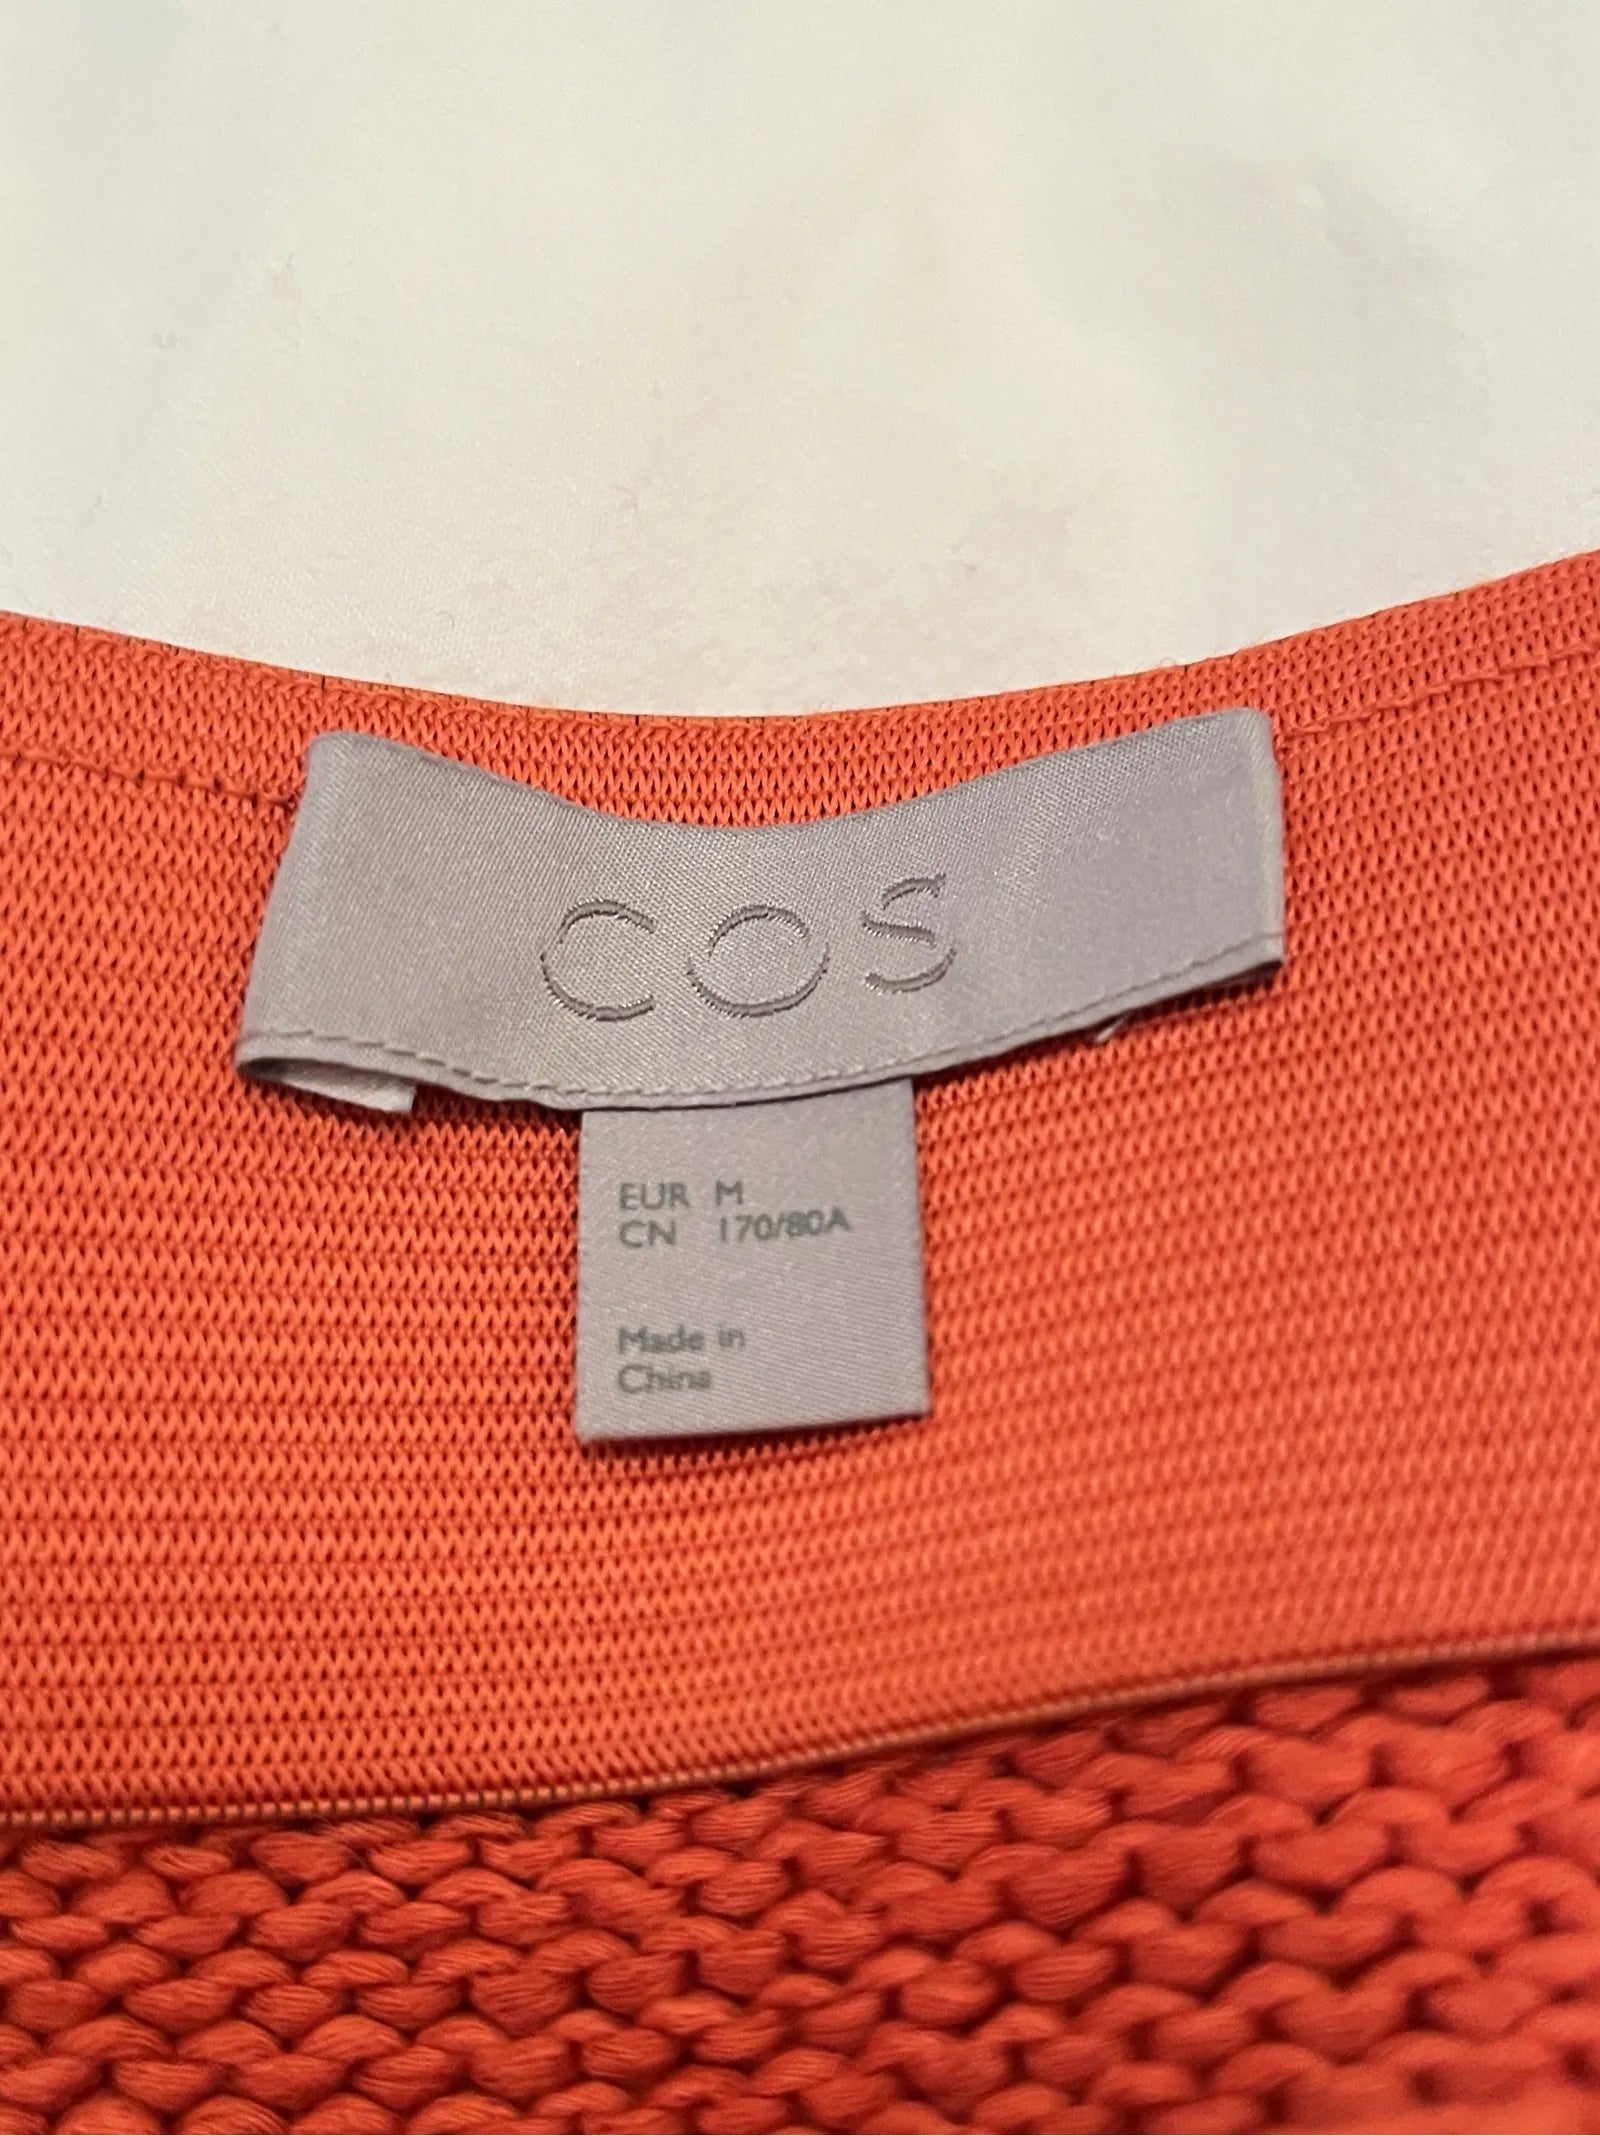 COS
EUR M
CN 170/80A
Made in
China